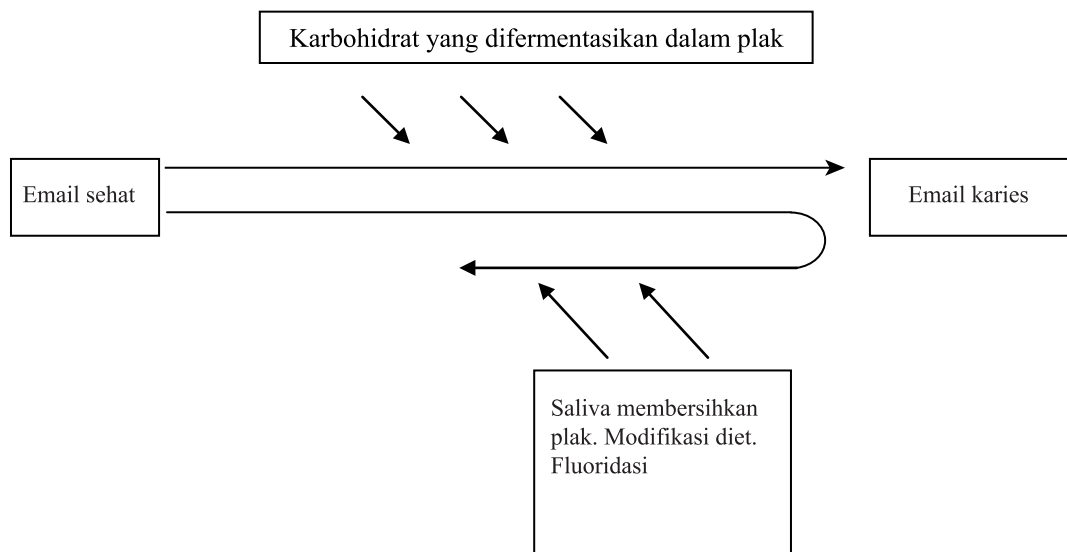 Karbohidrat yang difermentasikan dalam plak
Email sehat
Email karies
Saliva membersihkan
plak. Modifikasi diet.
Fluoridasi